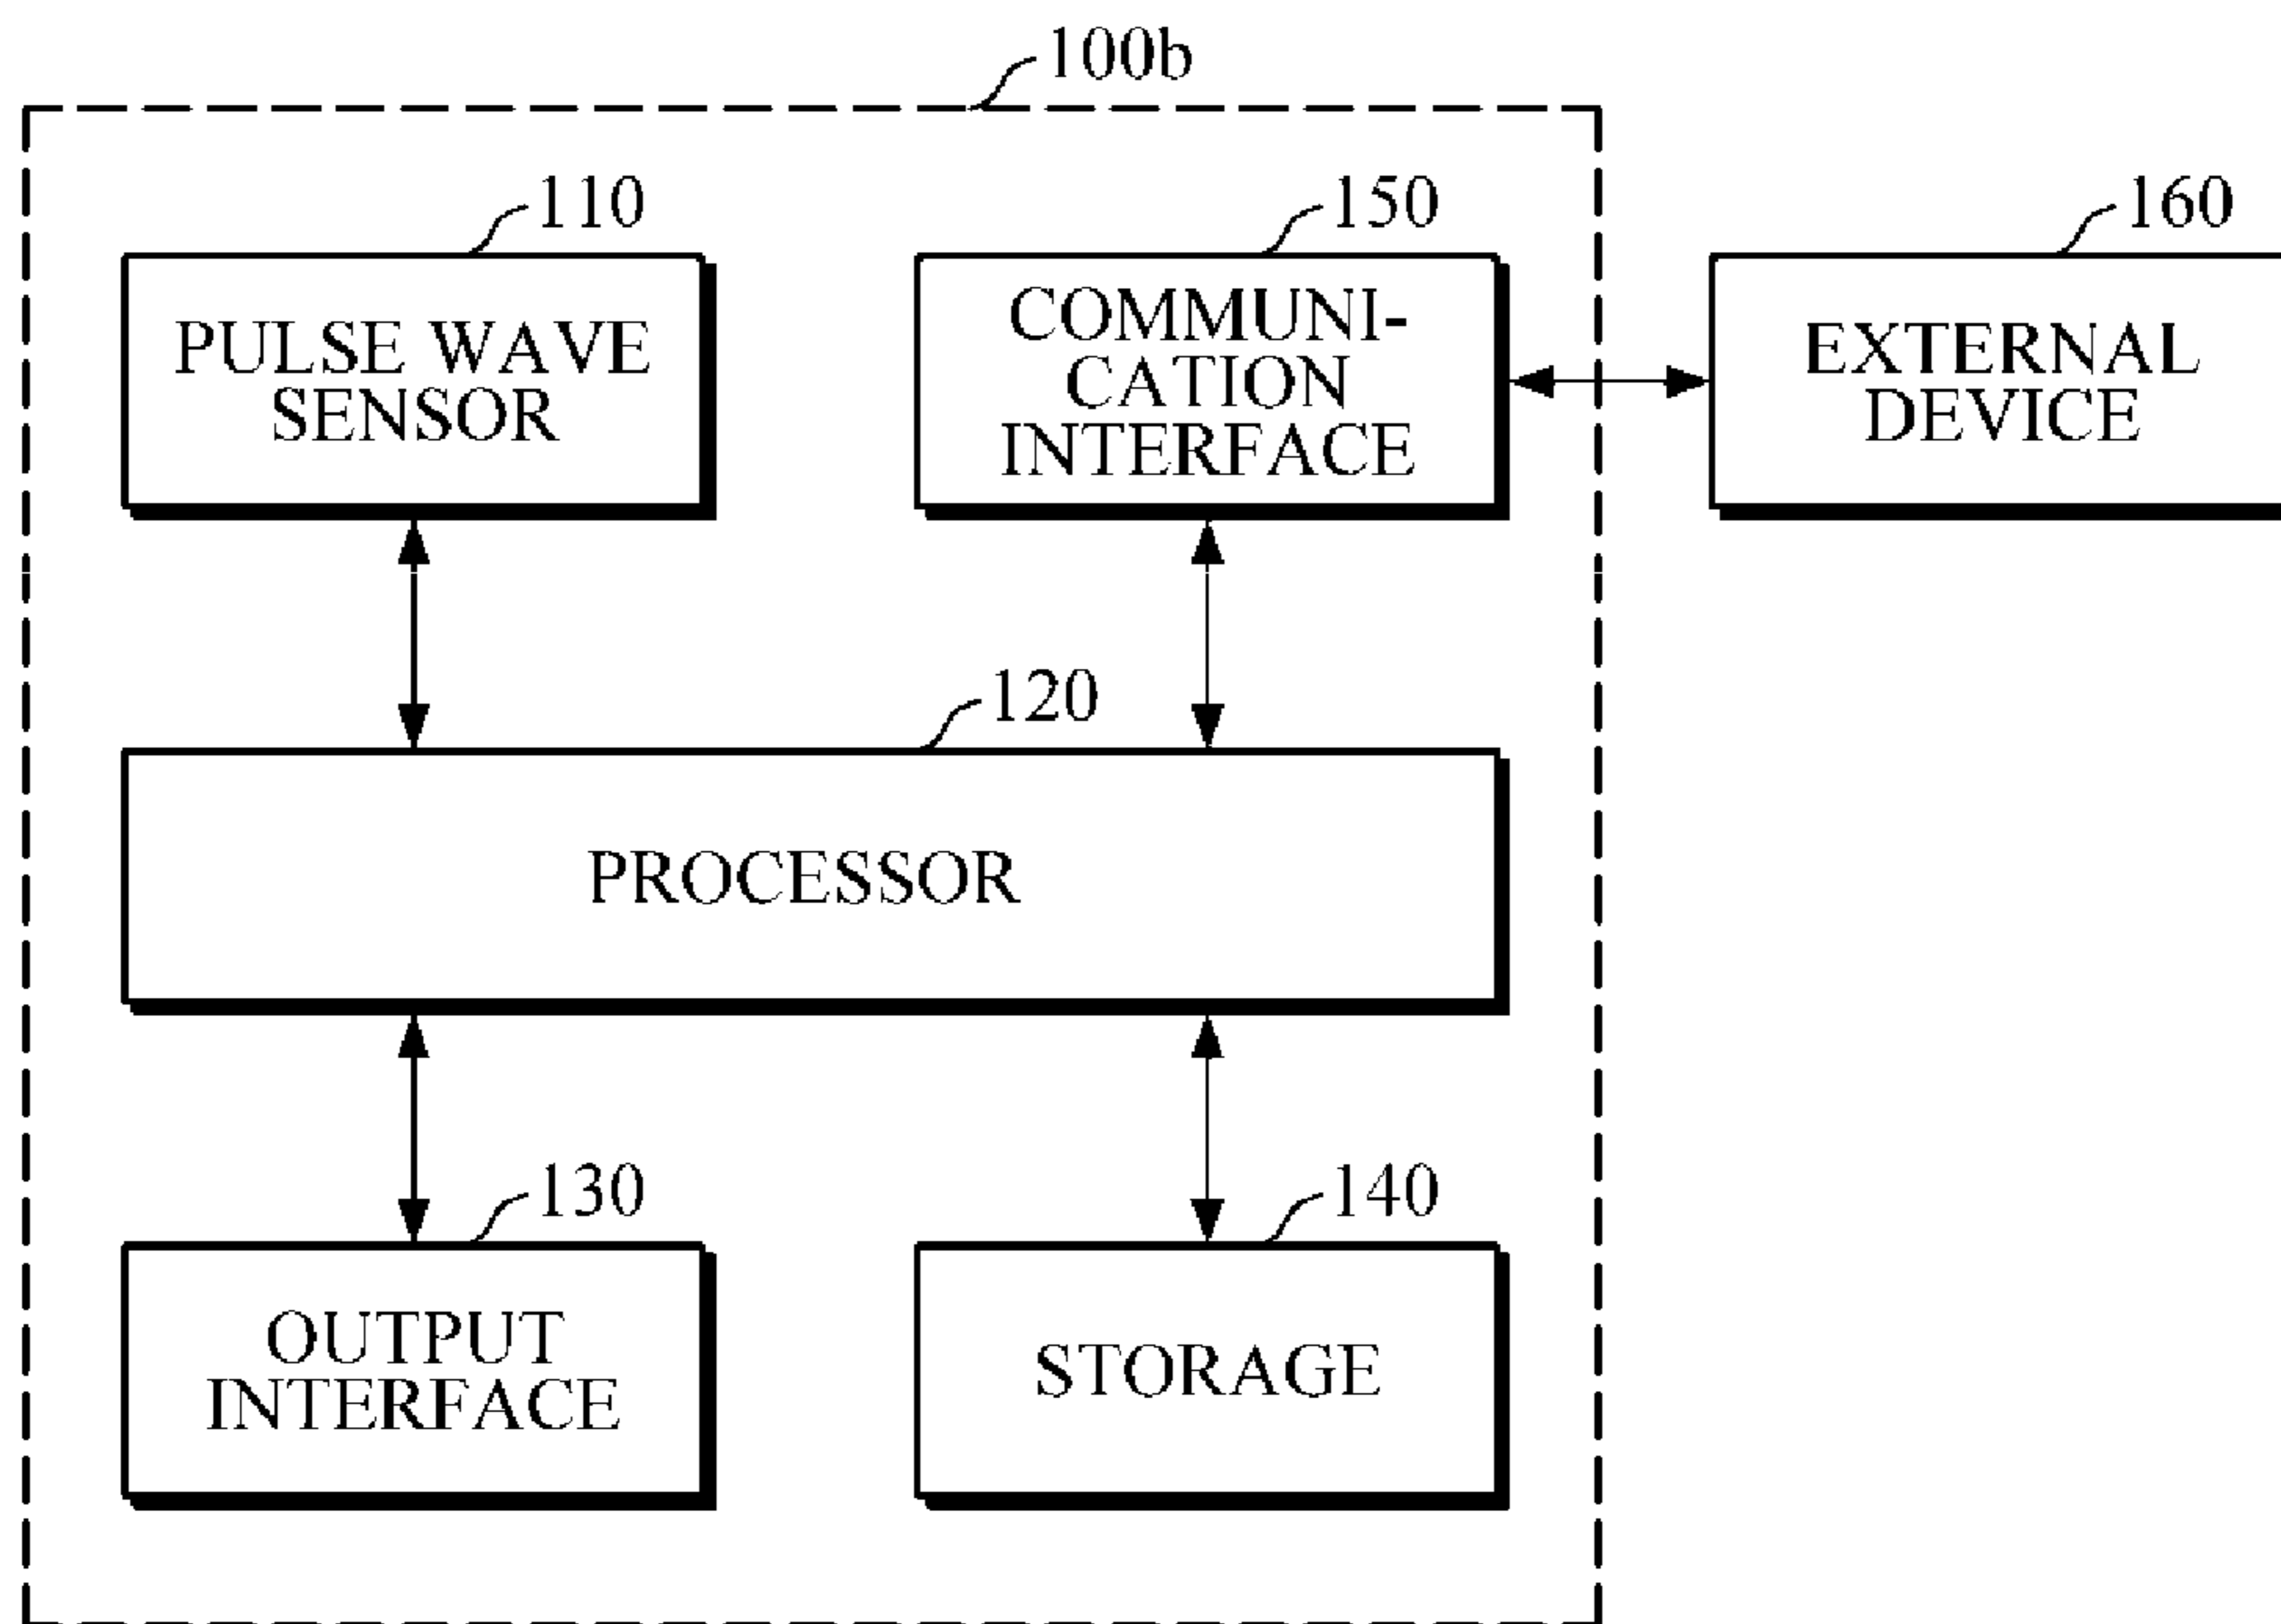 100b
110
150
160
PULSE WAVE
SENSOR
COMMUNI-
CATION
INTERFACE
EXTERNAL
DEVICE
120
PROCESSOR
130
140
OUTPUT
INTERFACE
STORAGE